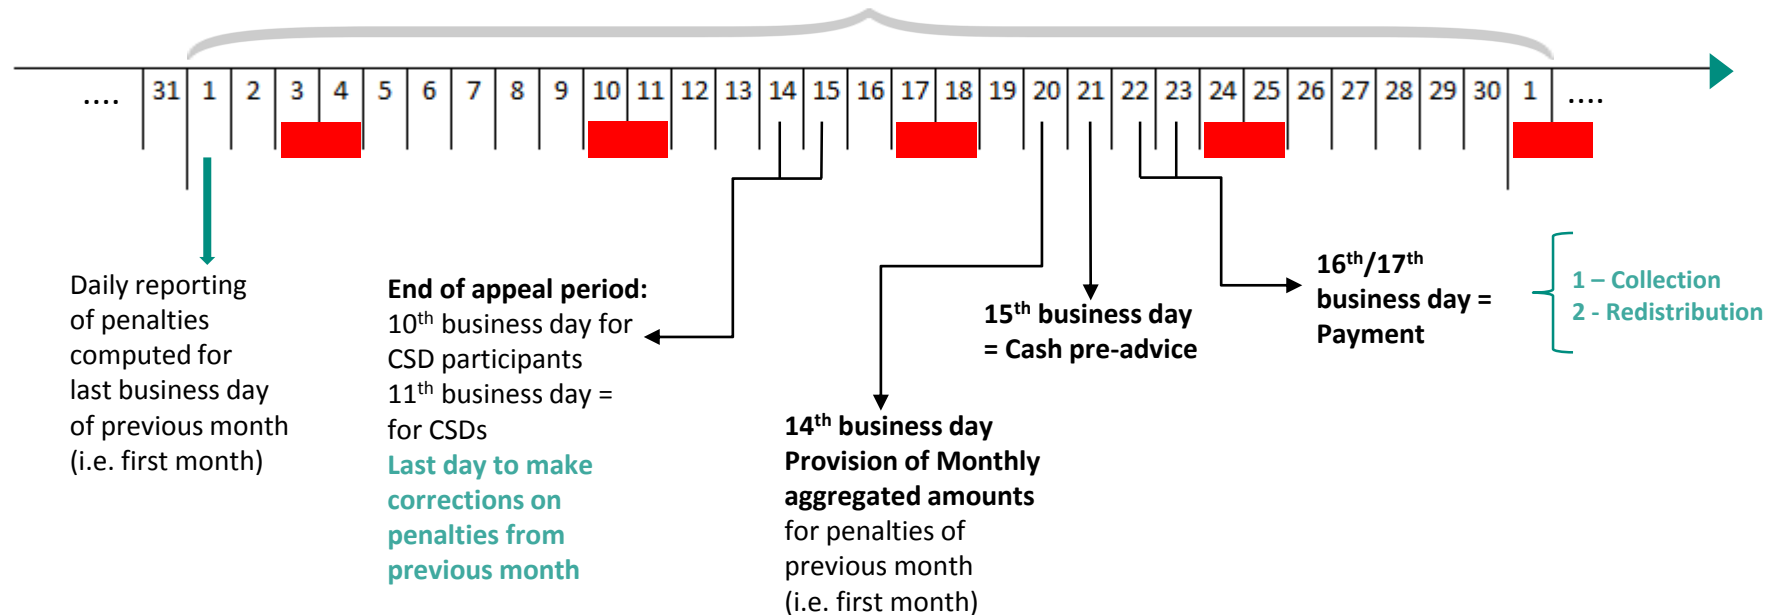 .... 31 1 2 3 4 5 6 7 8 9 10 11 12 13 14 15 16 17 18 19 20 21 22 23 24 25 26 27 28 29 30 1 ....
Daily reporting
of penalties
computed for
last business day
of previous month
(i.e. first month)
End of appeal period:
10th business day for
CSD participants
11th business day =
for CSDs
Last day to make
corrections on
penalties from
previous month
14th business day
Provision of Monthly
aggregated amounts
for penalties of
previous month
(i.e. first month)
15th business day
= Cash pre-advice
16th/17th
business day =
Payment
1 – Collection
2 - Redistribution